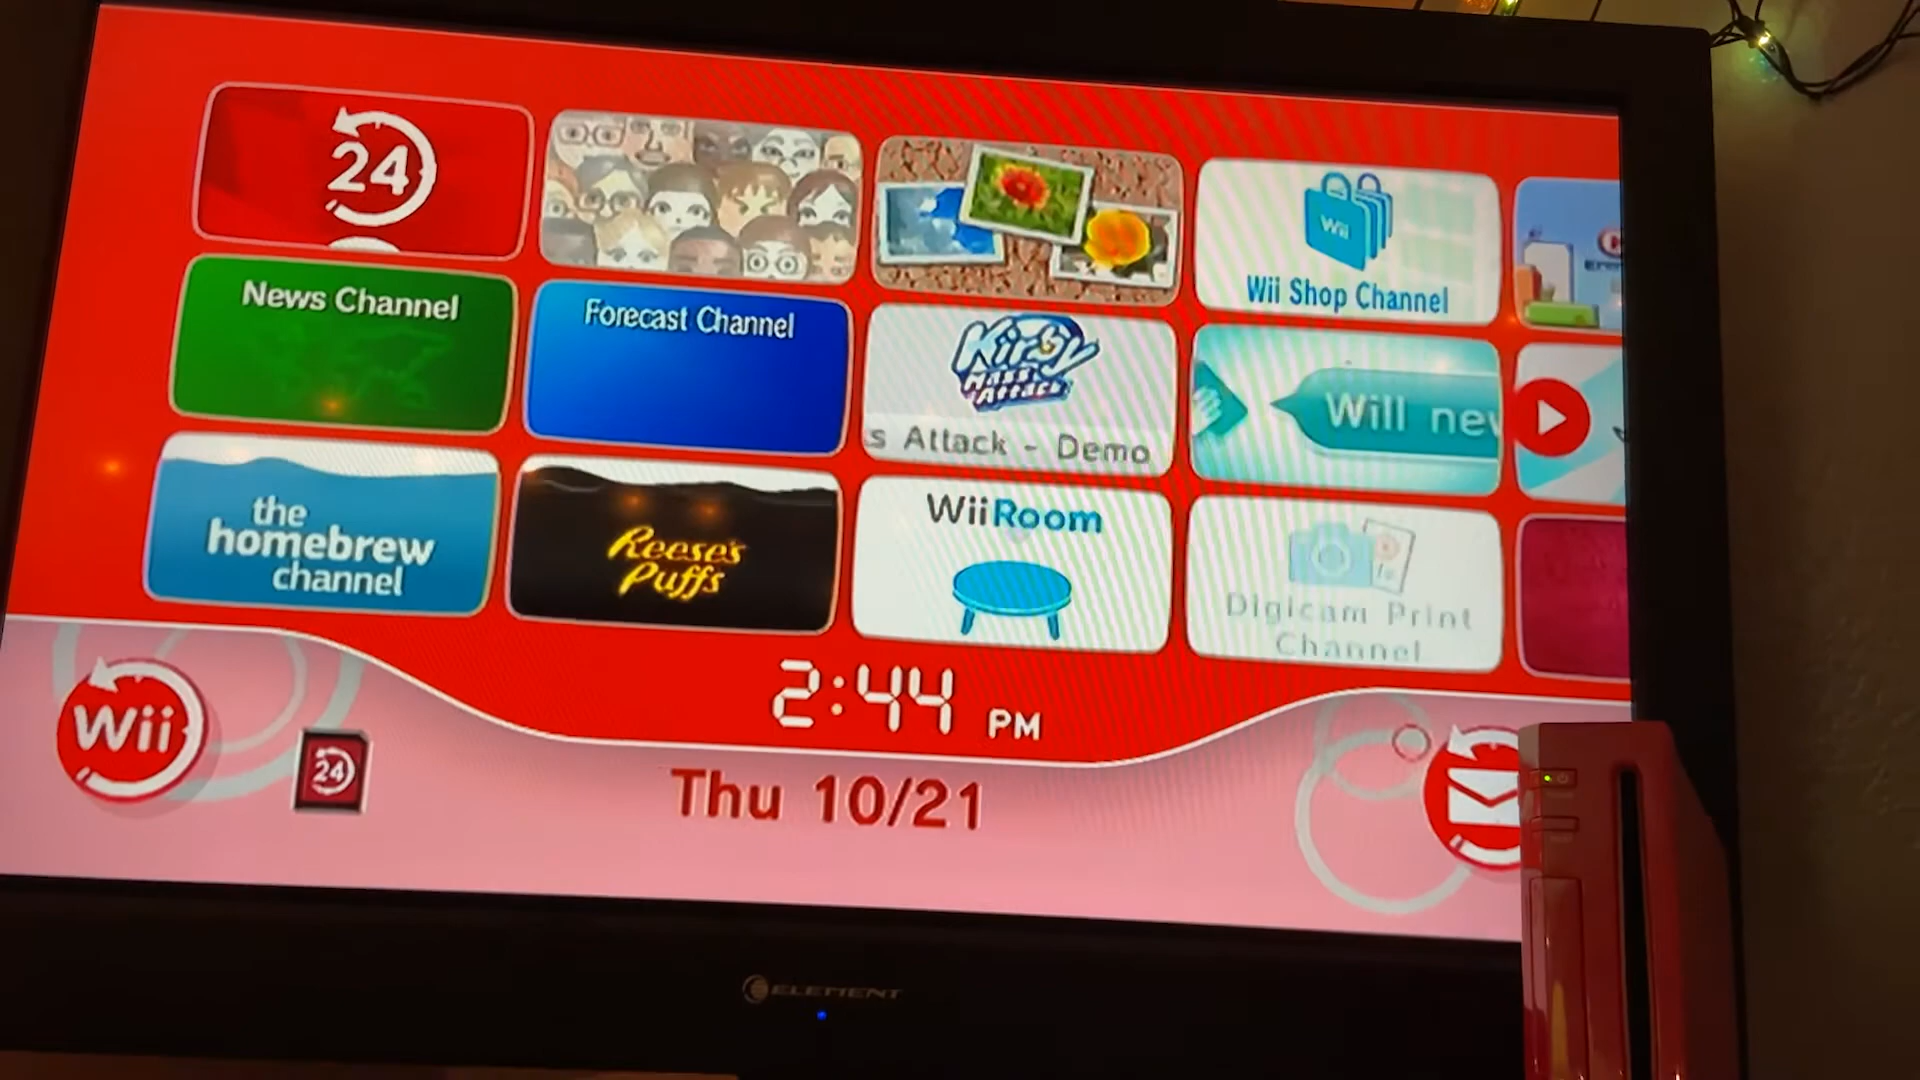 24
Wii
Wii Shop Channel
News Channel
Forecast Channel
Kirby
Mass
Attack
s Attack - Demo
Will nev
the
homebrew
channel
Reese's
Puffs
WiiRoom
Digicam Print
Channel
2:44 PM
Wii
24
Thu 10/21
ELEMENT